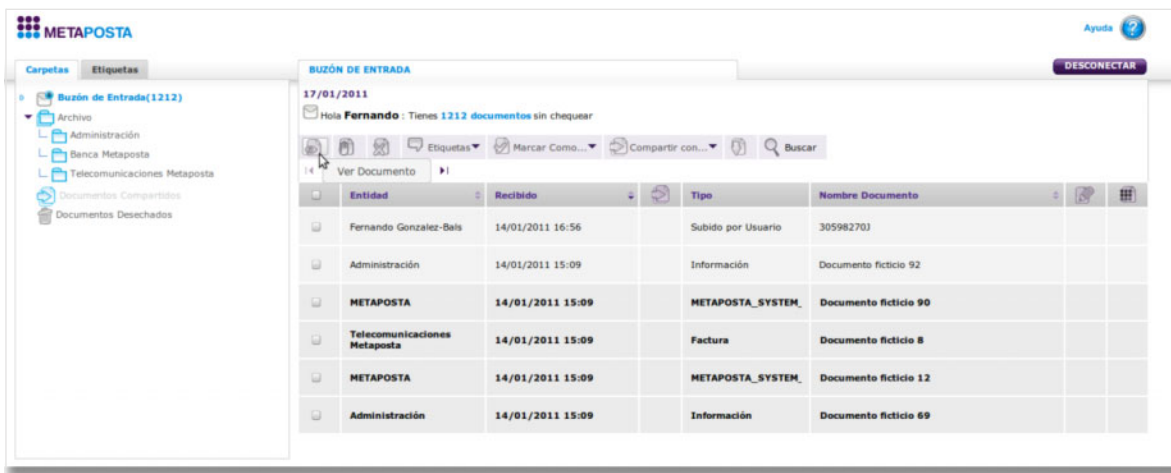 METAPOSTA
Ayuda
Carpetas Etiquetas
BUZÓN DE ENTRADA
DESCONECTAR
Buzón de Entrada(1212)
Archivo
Administración
Banca Metaposta
Telecomunicaciones Metaposta
Documentos Compartidos
Documentos Desechados
17/01/2011
Hola Fernando : Tienes 1212 documentos sin chequear
Etiquetas Marcar Como... Compartir con... Buscar
Ver Documento
Entidad Recibido Tipo Nombre Documento
Fernando Gonzalez-Bals 14/01/2011 16:56 Subido por Usuario 30598270J
Administración 14/01/2011 15:09 Información Documento ficticio 92
METAPOSTA 14/01/2011 15:09 METAPOSTA_SYSTEM_ Documento ficticio 90
Telecomunicaciones
Metaposta 14/01/2011 15:09 Factura Documento ficticio 8
METAPOSTA 14/01/2011 15:09 METAPOSTA_SYSTEM_ Documento ficticio 12
Administración 14/01/2011 15:09 Información Documento ficticio 69